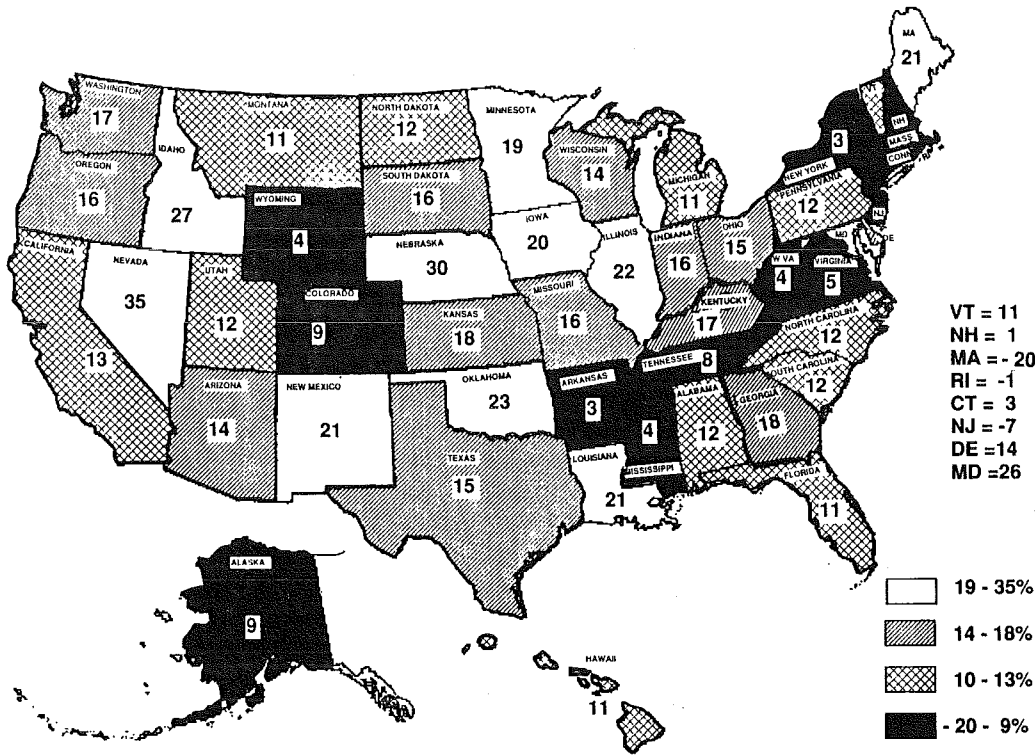 MA
21
WASHINGTON
17
MONTANA
11
NORTH DAKOTA
12
MINNESOTA
19
VT
NH
MASS
CONN
3
NEW YORK
IDAHO
27
OREGON
16
WISCONSIN
14
MICHIGAN
11
SOUTH DAKOTA
16
WYOMING
4
PENNSYLVANIA
12
NJ
MD
DE
IOWA
20
ILLINOIS
22
INDIANA
16
OHIO
15
CALIFORNIA
13
NEVADA
35
UTAH
12
NEBRASKA
30
COLORADO
9
W VA
4
VIRGINIA
5
KANSAS
18
MISSOURI
16
KENTUCKY
17
NORTH CAROLINA
12
TENNESSEE
8
SOUTH CAROLINA
12
ARIZONA
14
NEW MEXICO
21
OKLAHOMA
23
ARKANSAS
3
4
MISSISSIPPI
ALABAMA
12
GEORGIA
18
TEXAS
15
LOUISIANA
21
FLORIDA
11
VT = 11
NH = 1
MA = - 20
RI = -1
CT = 3
NJ = -7
DE =14
MD =26
ALASKA
9
HAWAII
11
19 - 35%
14 - 18%
10 - 13%
- 20 - 9%